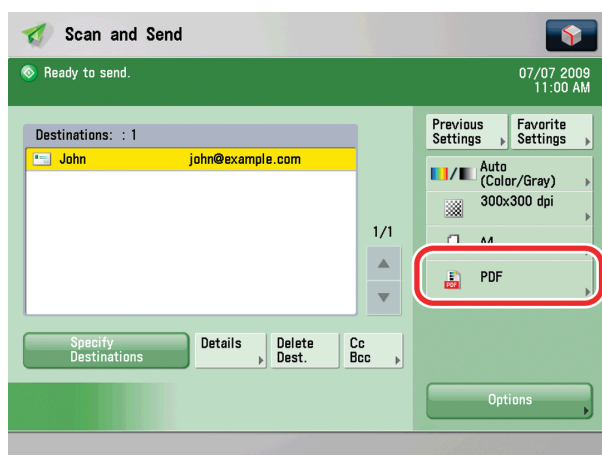 Scan and Send
Ready to send.
07/07 2009
11:00 AM
Destinations: : 1
John john@example.com
1/1
Specify
Destinations
Details
Delete
Dest.
Cc
Bcc
Previous
Settings
Favorite
Settings
Auto
(Color/Gray)
300x300 dpi
A4
PDF
PDF
Options